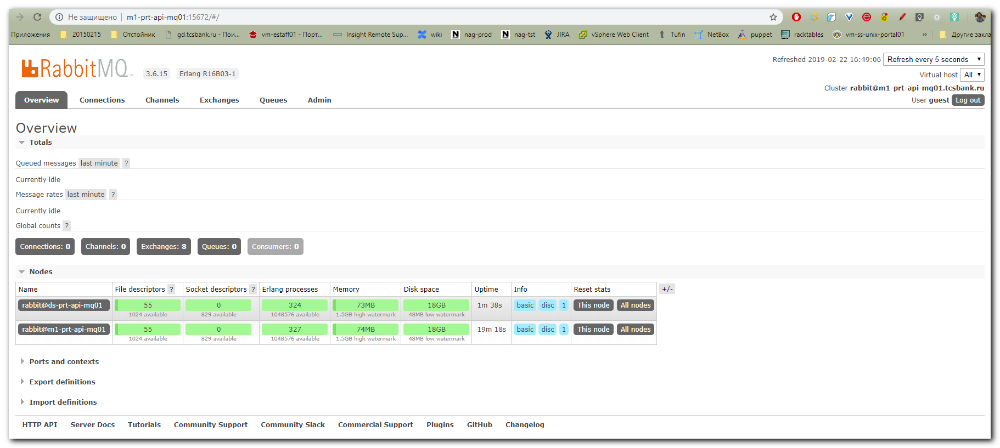 Не защищено m1-prt-api-mq01:15672/#/
Приложения 20150215 Отстойник gd.tcsbank.ru - Пои... vm-estaff01 - Порт... Insight Remote Sup... wiki nag-prod nag-tst JIRA vSphere Web Client Tufin NetBox puppet racktables vm-ss-unix-portal01 » Другие закла
RabbitMQ 3.6.15 Erlang R16B03-1
Refreshed 2019-02-22 16:49:06 Refresh every 5 seconds
Virtual host All
Cluster rabbit@m1-prt-api-mq01.tcsbank.ru
User guest Log out
Overview Connections Channels Exchanges Queues Admin
Overview
Totals
Queued messages last minute ?
Currently idle
Message rates last minute ?
Currently idle
Global counts ?
Connections: 0 Channels: 0 Exchanges: 8 Queues: 0 Consumers: 0
Nodes
Name File descriptors ? Socket descriptors ? Erlang processes Memory Disk space Uptime Info Reset stats +/-
rabbit@ds-prt-api-mq01 55 0 324 73MB 18GB 1m 38s basic disc 1 This node All nodes
1024 available 829 available 1048576 available 1.5GB high watermark 48MB low watermark
rabbit@m1-prt-api-mq01 55 0 327 74MB 18GB 19m 18s basic disc 1 This node All nodes
1024 available 829 available 1048576 available 1.5GB high watermark 48MB low watermark
Ports and contexts
Export definitions
Import definitions
HTTP API Server Docs Tutorials Community Support Community Slack Commercial Support Plugins GitHub Changelog